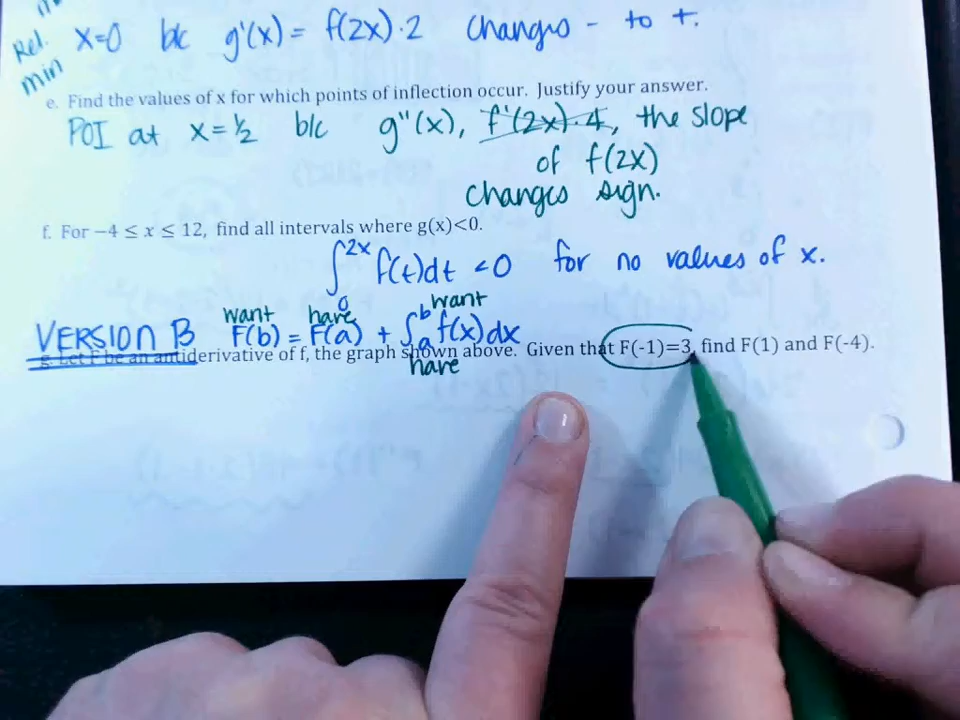 Rel. min x=0 b/c g'(x) = f(2x)·2 changes - to +.
e. Find the values of x for which points of inflection occur. Justify your answer.
POI at x=½ b/c g"(x), f'(2x)·4, the slope
of f(2x)
changes sign.
f. For −4 ≤ x ≤ 12, find all intervals where g(x)<0.
∫₀²ˣ f(t)dt <0 for no values of x.
want have want
VERSION B F(b) = F(a) + ∫ₐᵇ f(x)dx
g. Let F be an antiderivative of f, the graph shown above. Given that F(-1)=3, find F(1) and F(-4).
have